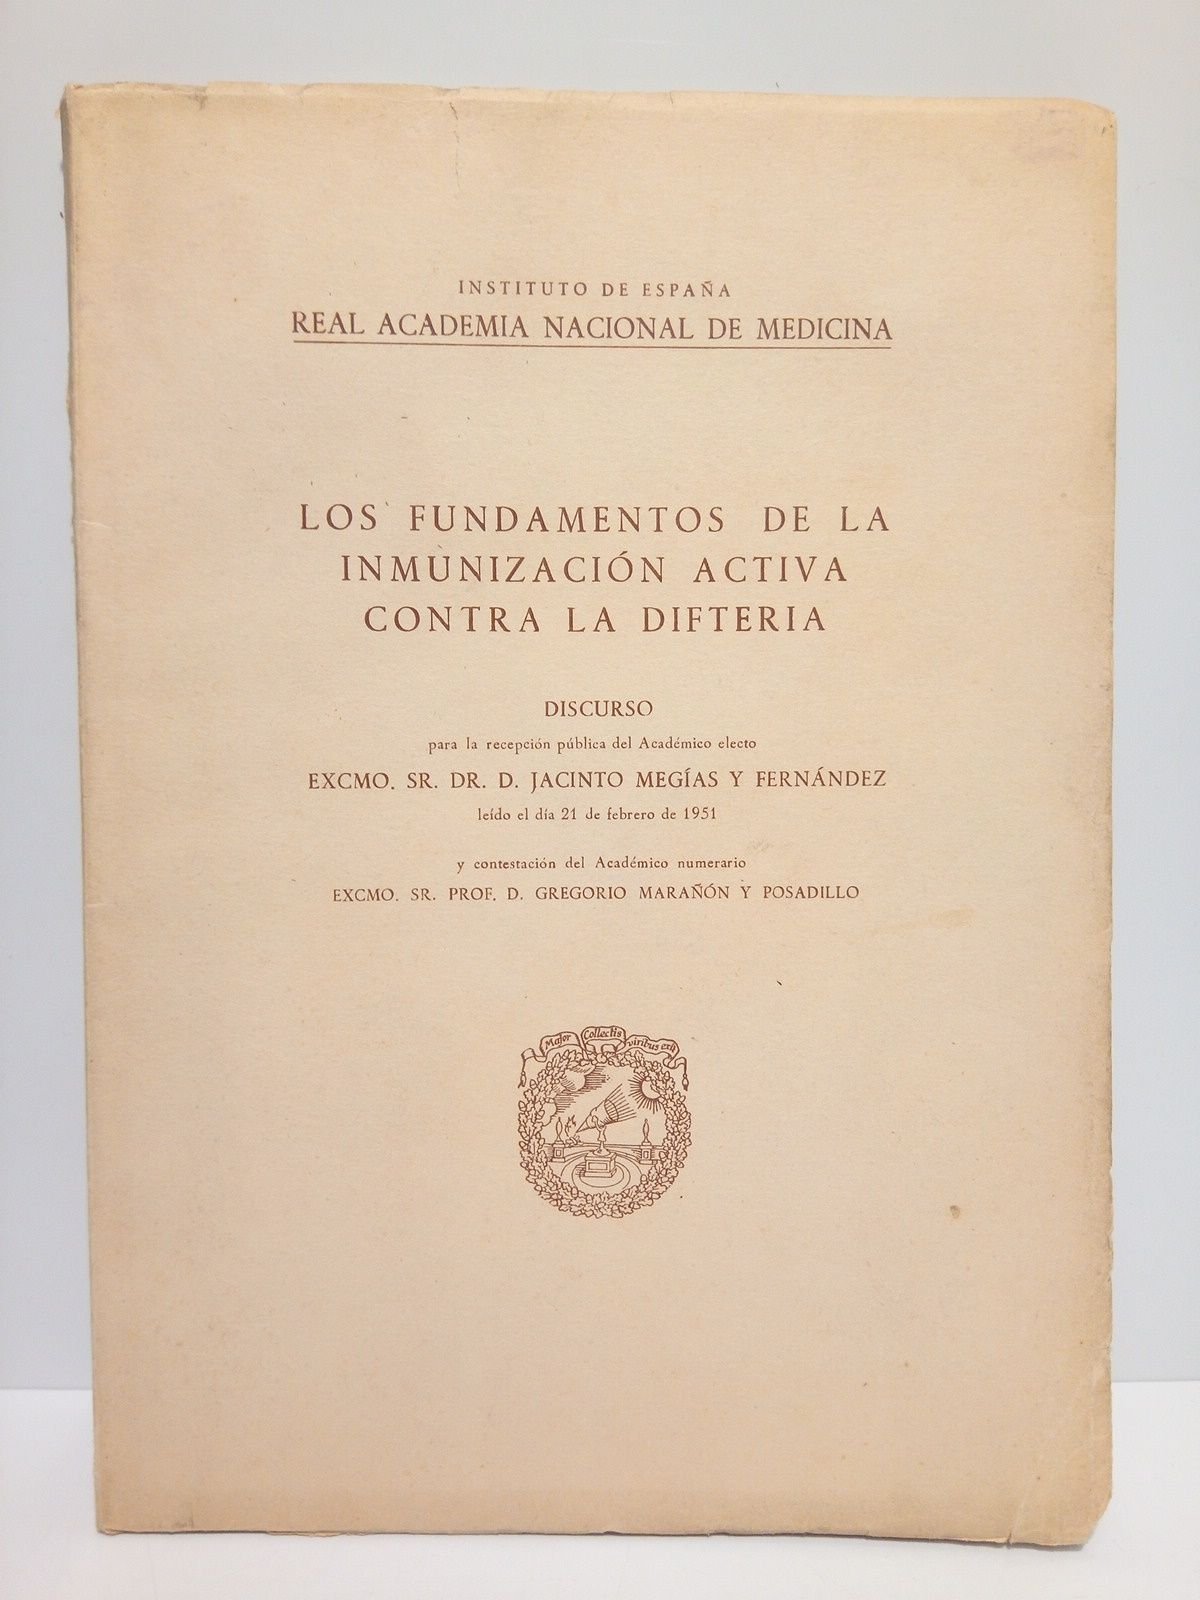 INSTITUTO DE ESPAÑA
REAL ACADEMIA NACIONAL DE MEDICINA
LOS FUNDAMENTOS DE LA
INMUNIZACIÓN ACTIVA
CONTRA LA DIFTERIA
DISCURSO
para la recepción pública del Académico electo
EXCMO. SR. DR. D. JACINTO MEGÍAS Y FERNÁNDEZ
leído el día 21 de febrero de 1951
y contestación del Académico numerario
EXCMO. SR. PROF. D. GREGORIO MARAÑÓN Y POSADILLO
Major Collectis viribus exit